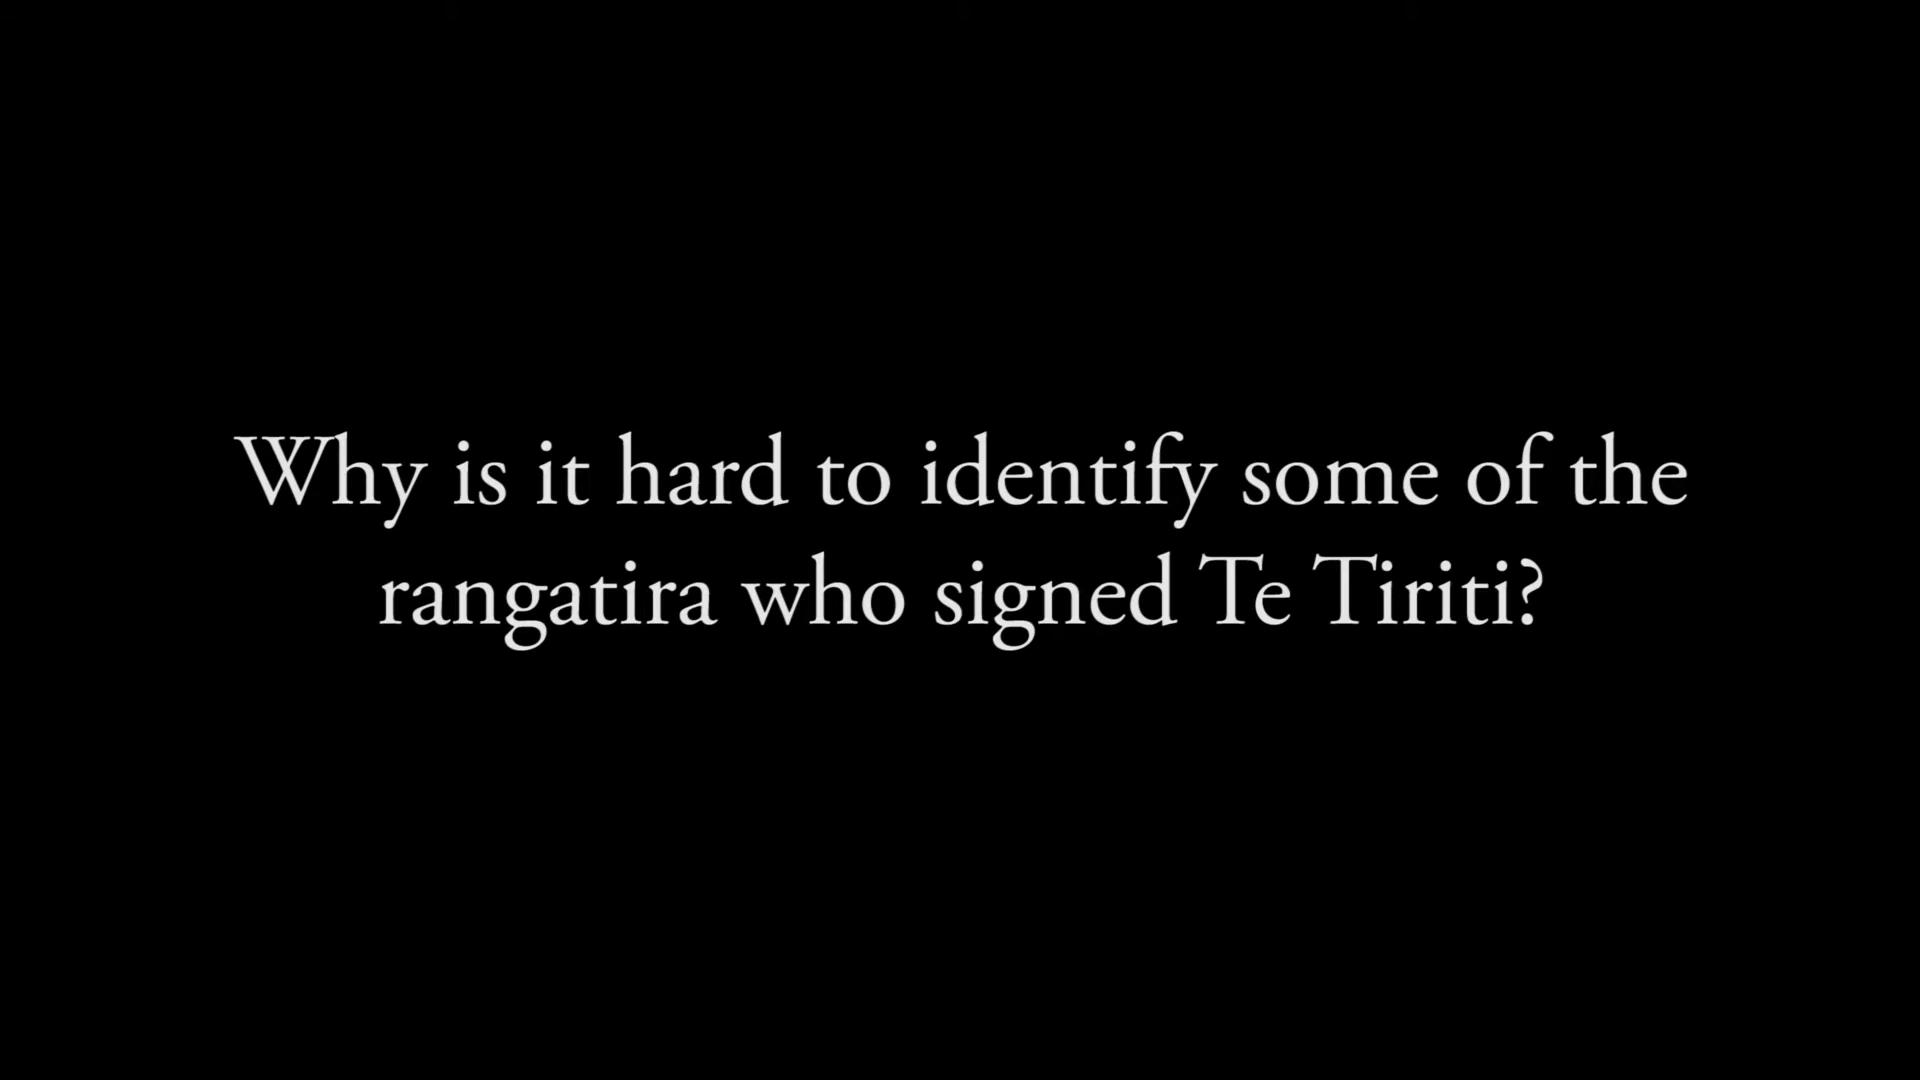 Why is it hard to identify some of the
rangatira who signed Te Tiriti?